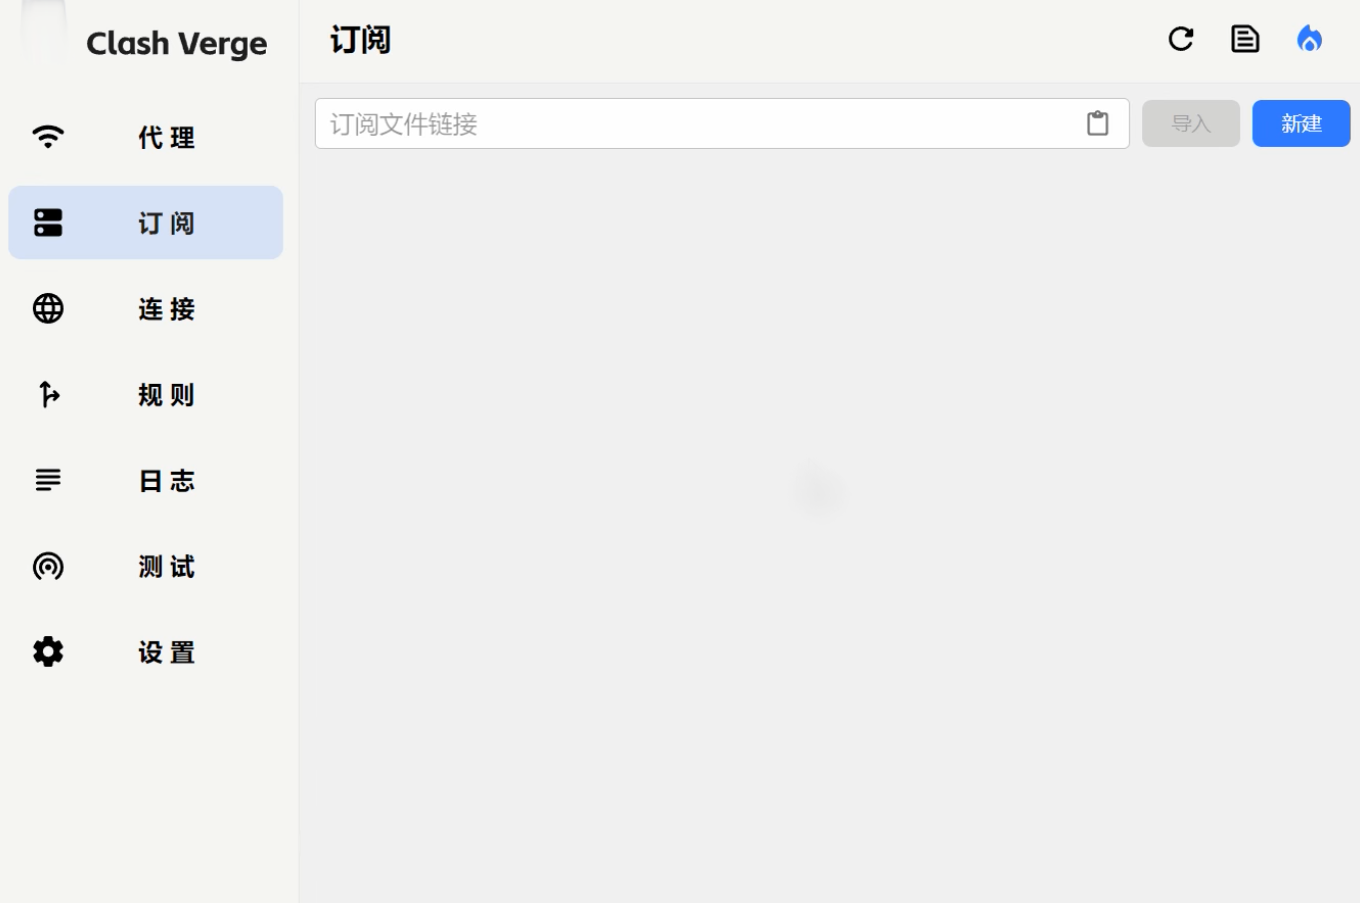 Clash Verge
代 理
订 阅
连 接
规 则
日 志
测 试
设 置
订阅
订阅文件链接
导入
新建